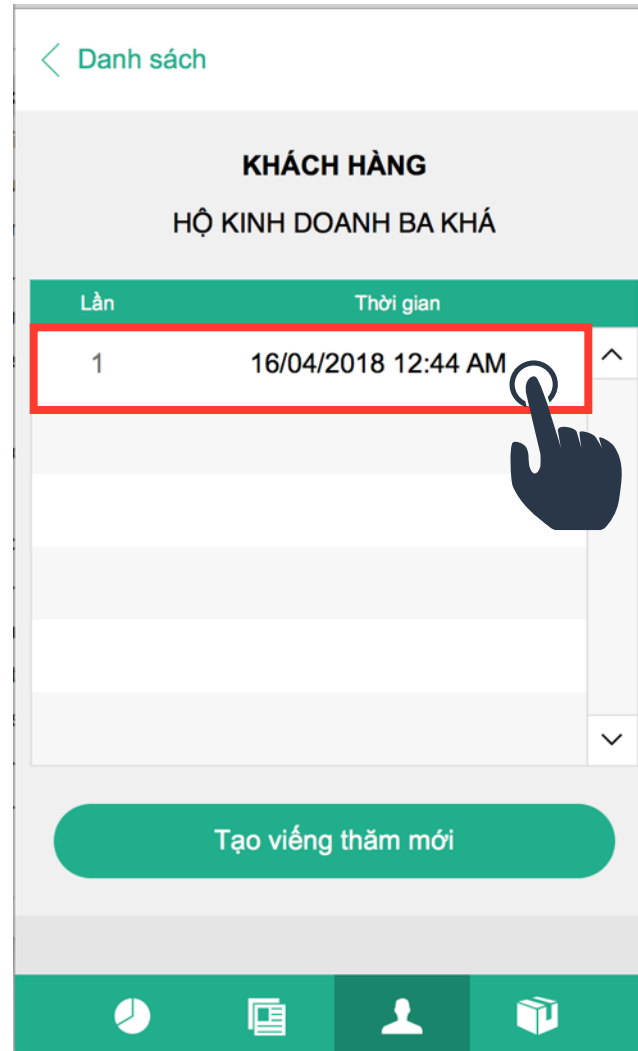 Danh sách
KHÁCH HÀNG
HỘ KINH DOANH BA KHÁ
Lần Thời gian
1 16/04/2018 12:44 AM
Tạo viếng thăm mới